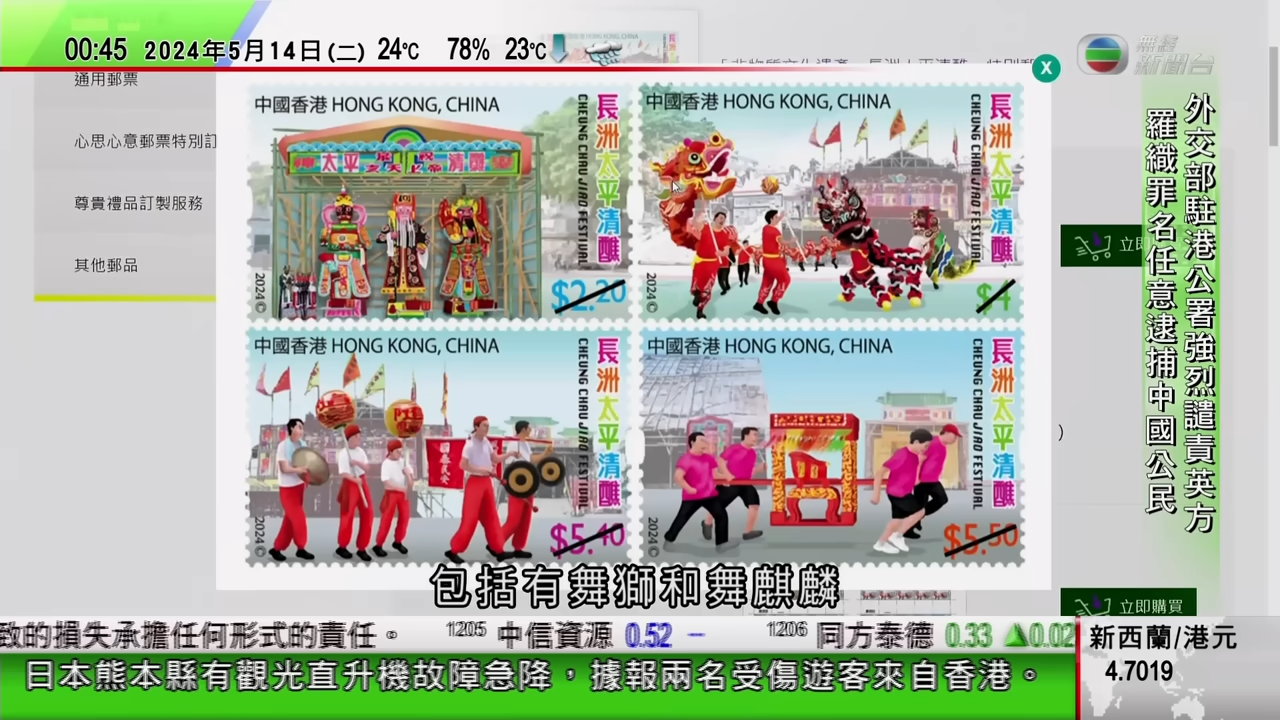 00:45 2024年5月14日(二) 24℃ 78% 23℃
無綫新聞台
通用郵票
心思心意郵票特別訂
尊貴禮品訂製服務
其他郵品
X
中國香港 HONG KONG, CHINA
長洲太平清醮
CHEUNG CHAU JIAO FESTIVAL
2024©
$2.20
中國香港 HONG KONG, CHINA
長洲太平清醮
CHEUNG CHAU JIAO FESTIVAL
2024©
$4
中國香港 HONG KONG, CHINA
長洲太平清醮
CHEUNG CHAU JIAO FESTIVAL
2024©
$5.40
中國香港 HONG KONG, CHINA
長洲太平清醮
CHEUNG CHAU JIAO FESTIVAL
2024©
$5.50
外交部駐港公署強烈譴責英方
羅織罪名任意逮捕中國公民
立即
立即購買
包括有舞獅和舞麒麟
致的損失承擔任何形式的責任。 1205 中信資源 0.52 – 1206 同方泰德 0.33 ▲0.02
新西蘭/港元
4.7019
日本熊本縣有觀光直升機故障急降，據報兩名受傷遊客來自香港。